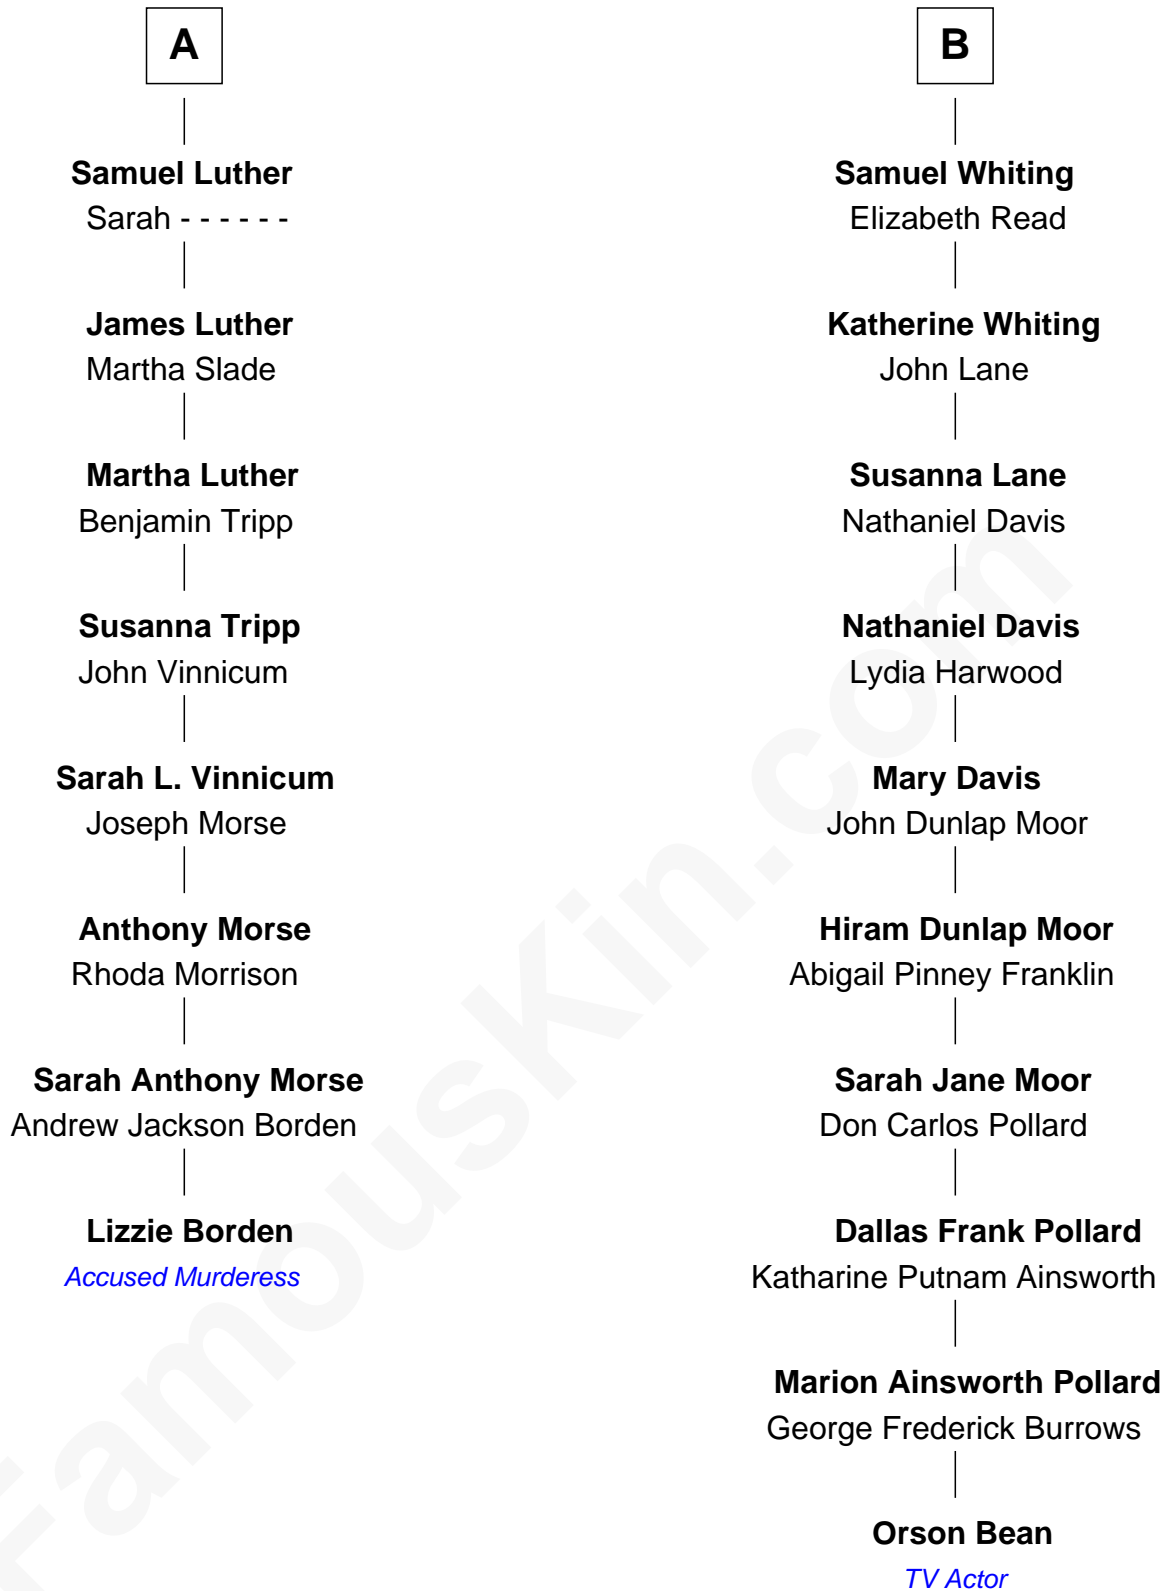 A
Samuel Luther
Sarah - - - - - -
James Luther
Martha Slade
Martha Luther
Benjamin Tripp
Susanna Tripp
John Vinnicum
Sarah L. Vinnicum
Joseph Morse
Anthony Morse
Rhoda Morrison
Sarah Anthony Morse
Andrew Jackson Borden
Lizzie Borden
Accused Murderess
B
Samuel Whiting
Elizabeth Read
Katherine Whiting
John Lane
Susanna Lane
Nathaniel Davis
Nathaniel Davis
Lydia Harwood
Mary Davis
John Dunlap Moor
Hiram Dunlap Moor
Abigail Pinney Franklin
Sarah Jane Moor
Don Carlos Pollard
Dallas Frank Pollard
Katharine Putnam Ainsworth
Marion Ainsworth Pollard
George Frederick Burrows
Orson Bean
TV Actor
FamousKin.com